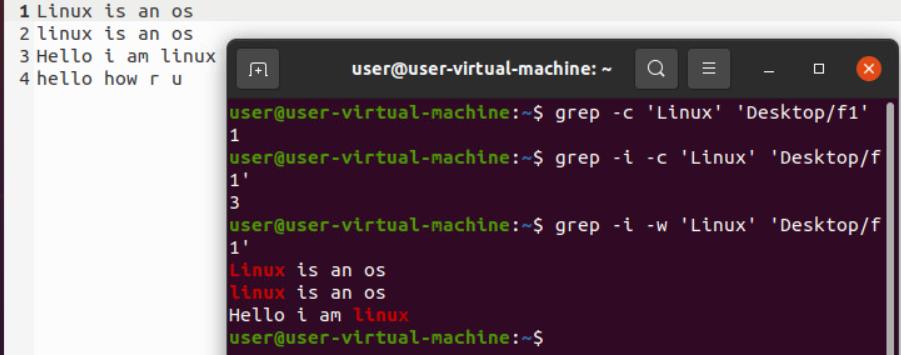 1 Linux is an os
2 linux is an os
3 Hello i am linux
4 hello how r u
user@user-virtual-machine: ~
user@user-virtual-machine:~$ grep -c 'Linux' 'Desktop/f1'
1
user@user-virtual-machine:~$ grep -i -c 'Linux' 'Desktop/f
1'
3
user@user-virtual-machine:~$ grep -i -w 'Linux' 'Desktop/f
1'
Linux is an os
linux is an os
Hello i am linux
user@user-virtual-machine:~$